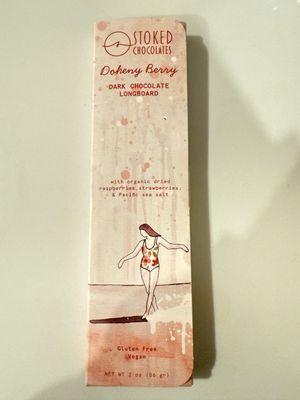 STOKED
CHOCOLATES
Doheny Berry
DARK CHOCOLATE
LONGBOARD
with organic dried
raspberries, strawberries,
& Pacific sea salt
Gluten Free
Vegan
NET WT 2 oz (56 gr)